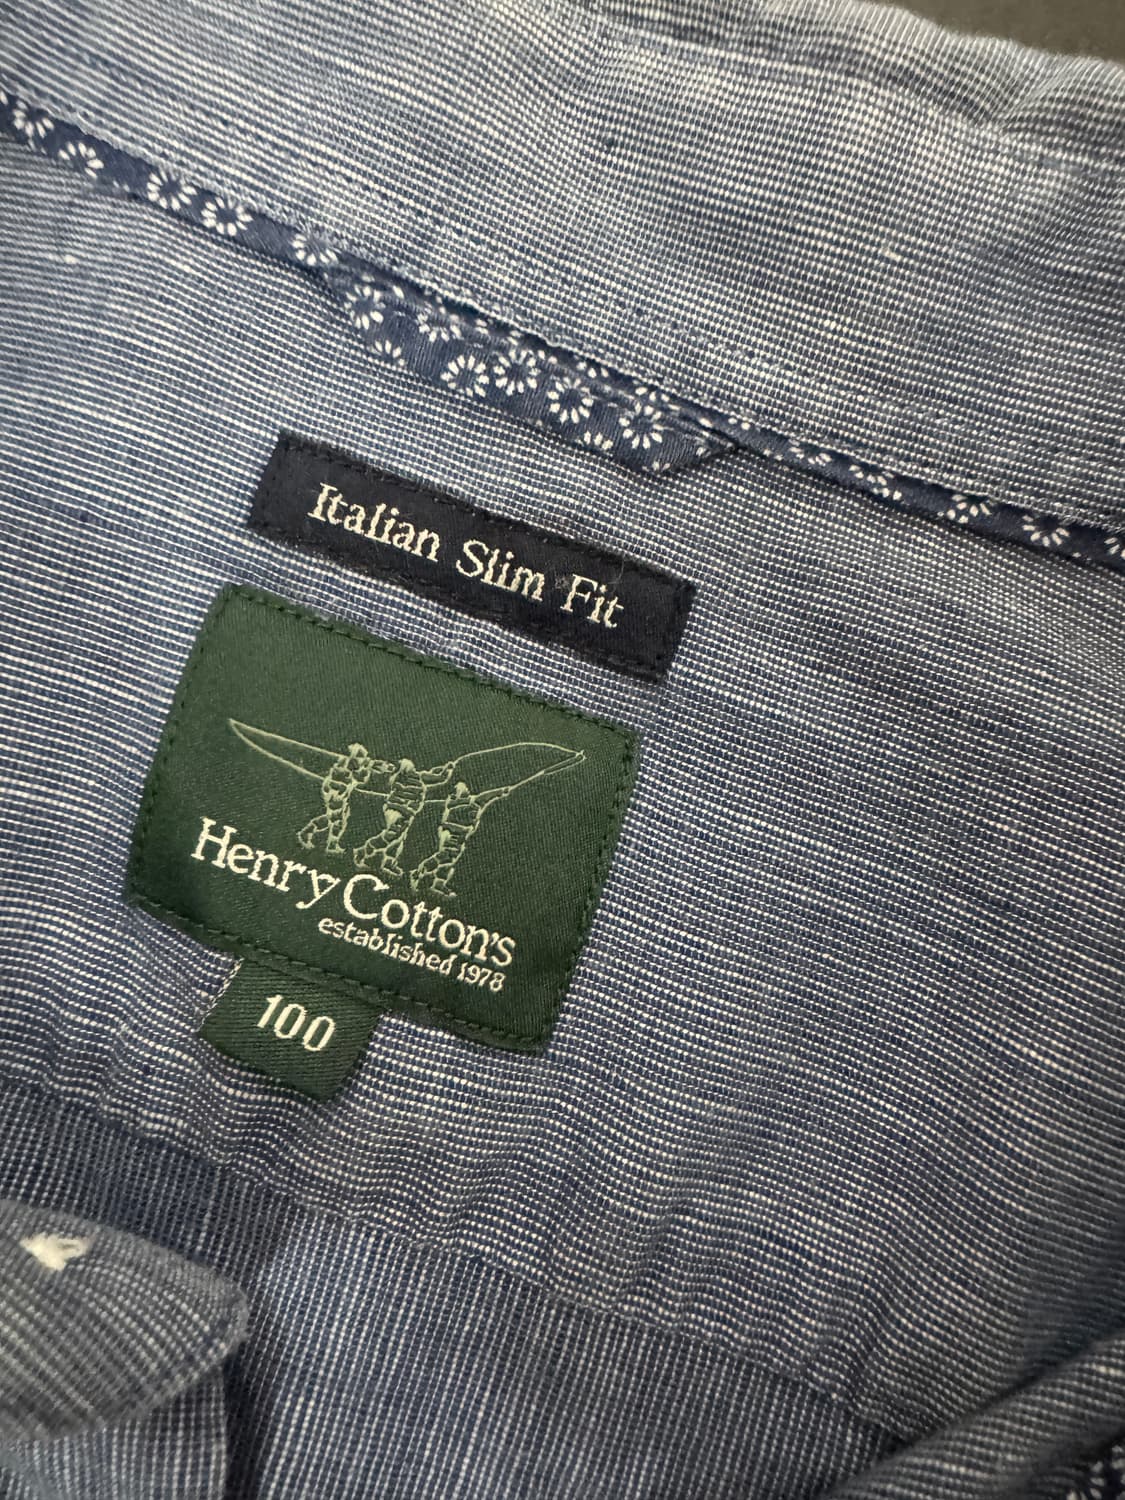 Italian Slim Fit
Henry Cotton's
established 1978
100